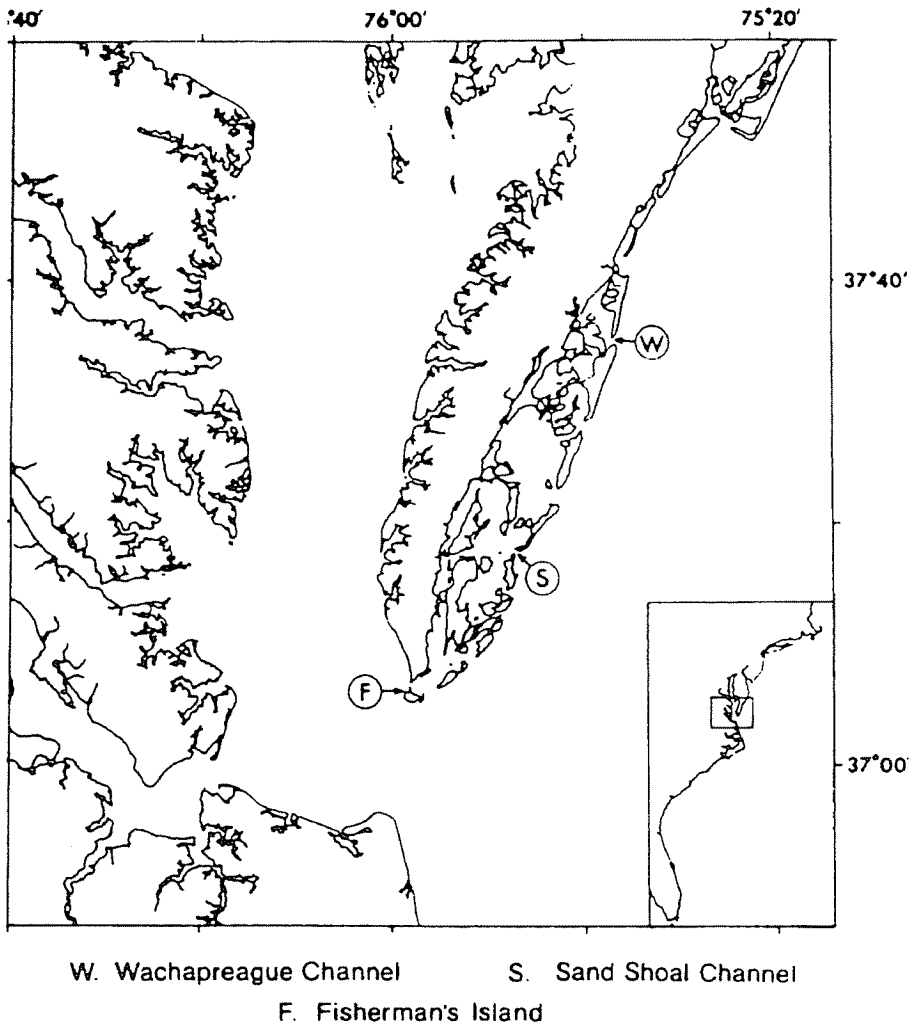 :40' 76°00' 75°20'
37°40'
W
S
F
37°00'
W. Wachapreague Channel S. Sand Shoal Channel
F. Fisherman's Island